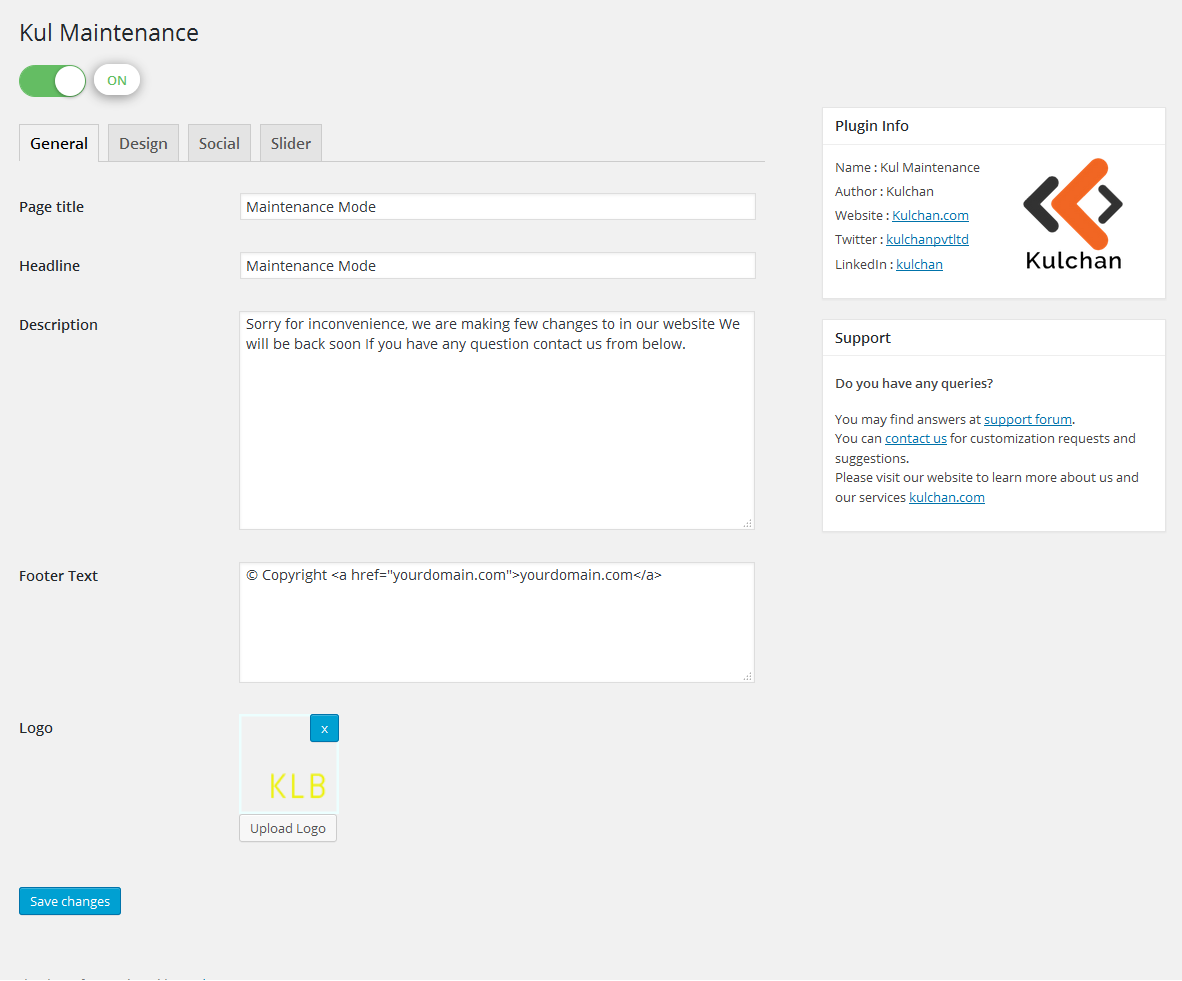 Kul Maintenance
ON
General
Design
Social
Slider
Page title
Maintenance Mode
Headline
Maintenance Mode
Description
Sorry for inconvenience, we are making few changes to in our website We
will be back soon If you have any question contact us from below.
Footer Text
© Copyright <a href="yourdomain.com">yourdomain.com</a>
Logo
x
KLB
Upload Logo
Save changes
Plugin Info
Name : Kul Maintenance
Author : Kulchan
Website : Kulchan.com
Twitter : kulchanpvtltd
LinkedIn : kulchan
Kulchan
Support
Do you have any queries?
You may find answers at support forum.
You can contact us for customization requests and
suggestions.
Please visit our website to learn more about us and
our services kulchan.com